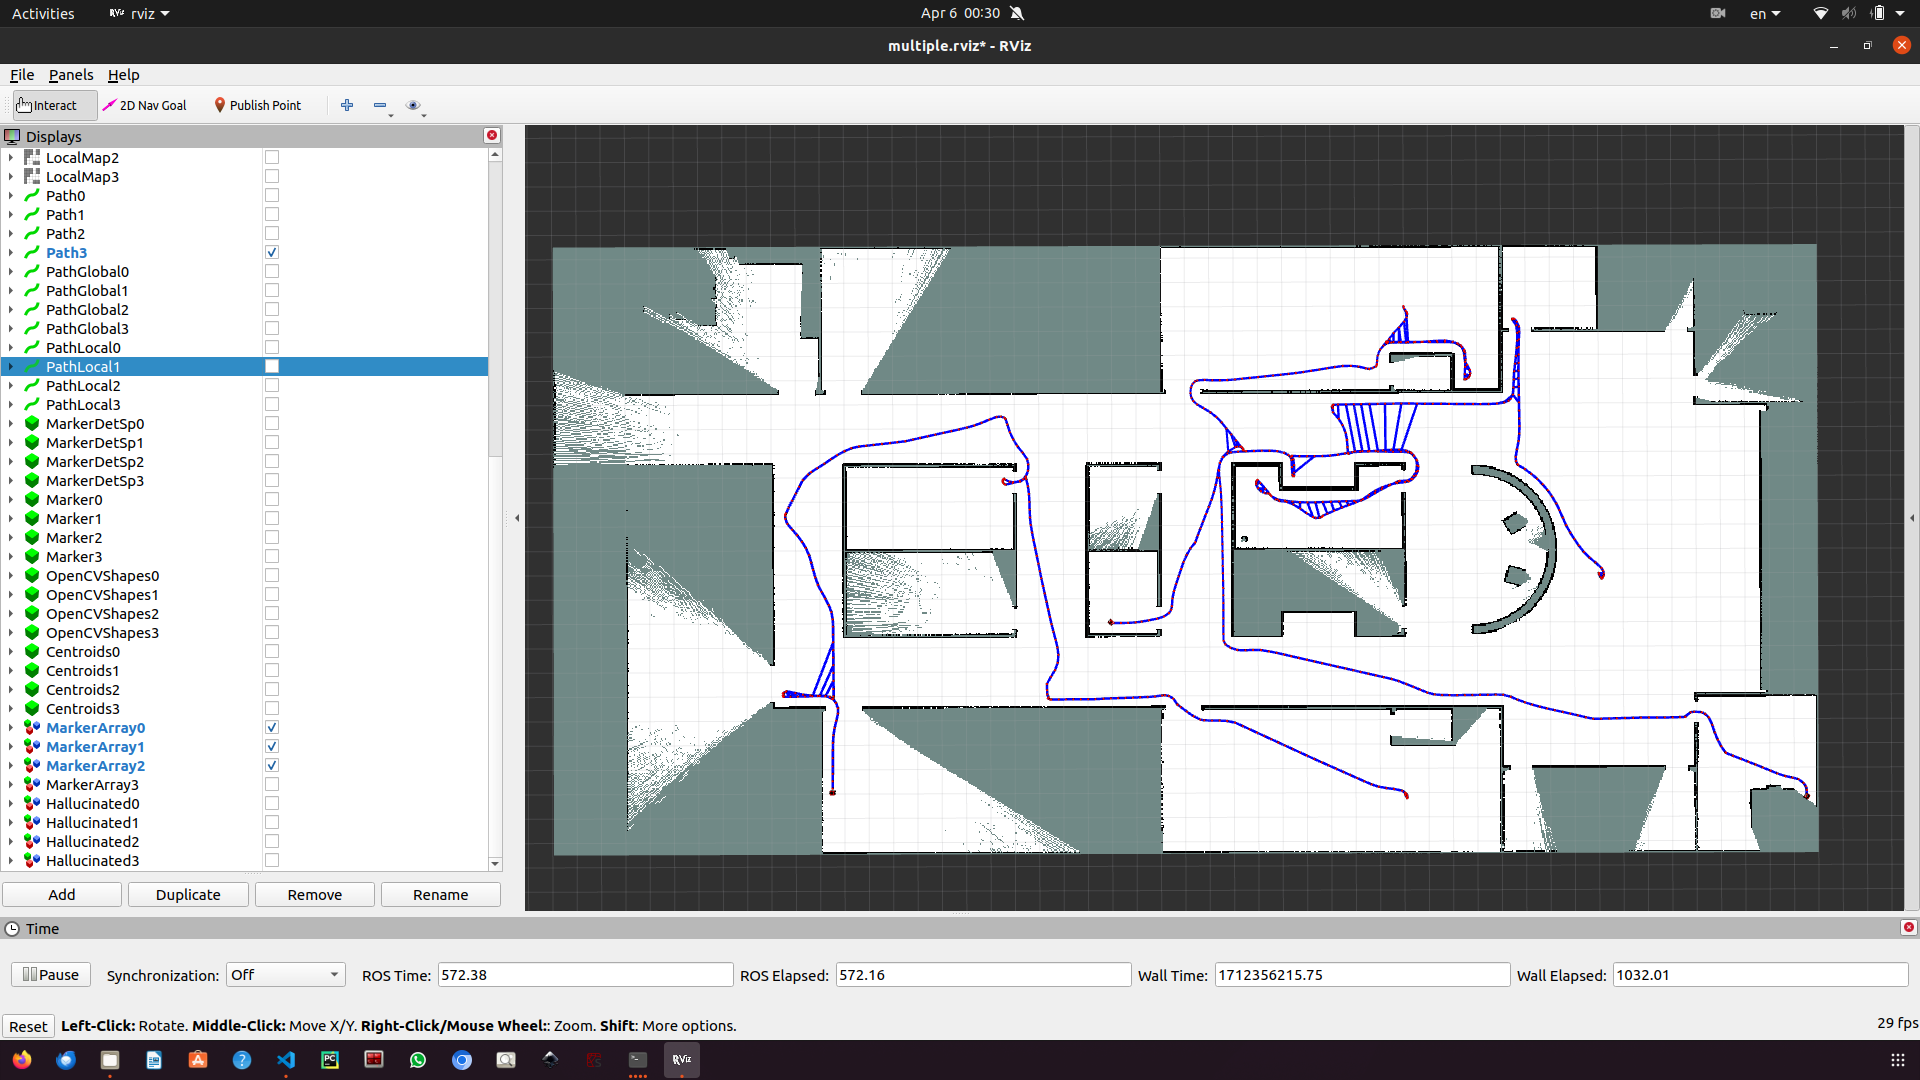 Activities
rviz
Apr 6 00:30
en
multiple.rviz* - RViz
File Panels Help
Interact
2D Nav Goal
Publish Point
Displays
LocalMap2
LocalMap3
Path0
Path1
Path2
Path3
PathGlobal0
PathGlobal1
PathGlobal2
PathGlobal3
PathLocal0
PathLocal1
PathLocal2
PathLocal3
MarkerDetSp0
MarkerDetSp1
MarkerDetSp2
MarkerDetSp3
Marker0
Marker1
Marker2
Marker3
OpenCVShapes0
OpenCVShapes1
OpenCVShapes2
OpenCVShapes3
Centroids0
Centroids1
Centroids2
Centroids3
MarkerArray0
MarkerArray1
MarkerArray2
MarkerArray3
Hallucinated0
Hallucinated1
Hallucinated2
Hallucinated3
Add
Duplicate
Remove
Rename
Time
Pause
Synchronization: Off
ROS Time: 572.38
ROS Elapsed: 572.16
Wall Time: 1712356215.75
Wall Elapsed: 1032.01
Reset
Left-Click: Rotate. Middle-Click: Move X/Y. Right-Click/Mouse Wheel:: Zoom. Shift: More options.
29 fps
RViz